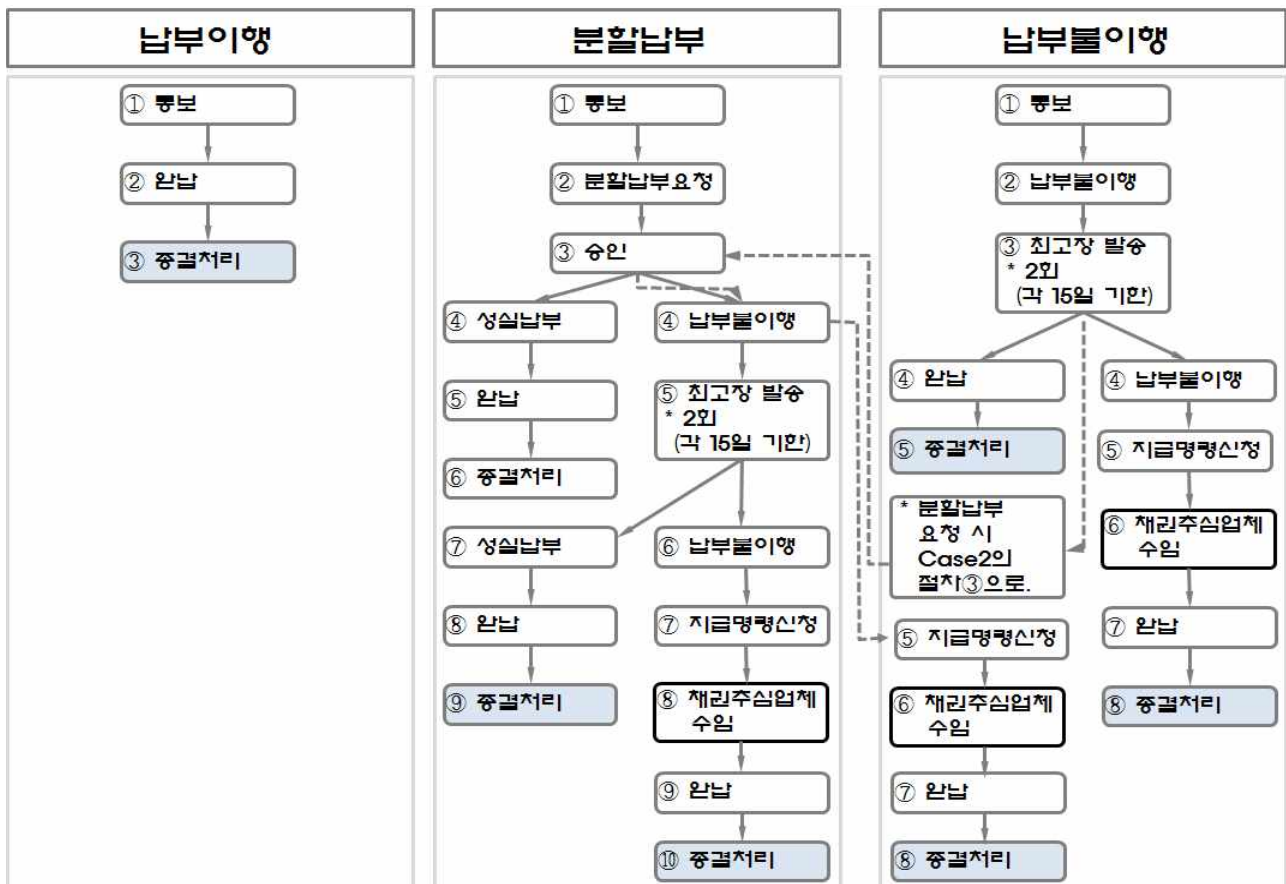 납부이행
① 통보
② 완납
③ 종결처리
분할납부
① 통보
② 분할납부요청
③ 승인
④ 성실납부
⑤ 완납
⑥ 종결처리
④ 납부불이행
⑤ 최고장 발송
* 2회
(각 15일 기한)
⑦ 성실납부
⑧ 완납
⑨ 종결처리
⑥ 납부불이행
⑦ 지급명령신청
⑧ 채권추심업체
수임
⑨ 완납
⑩ 종결처리
납부불이행
① 통보
② 납부불이행
③ 최고장 발송
* 2회
(각 15일 기한)
④ 완납
⑤ 종결처리
* 분할납부
요청 시
Case2의
절차③으로.
⑤ 지급명령신청
⑥ 채권추심업체
수임
⑦ 완납
⑧ 종결처리
④ 납부불이행
⑤ 지급명령신청
⑥ 채권추심업체
수임
⑦ 완납
⑧ 종결처리